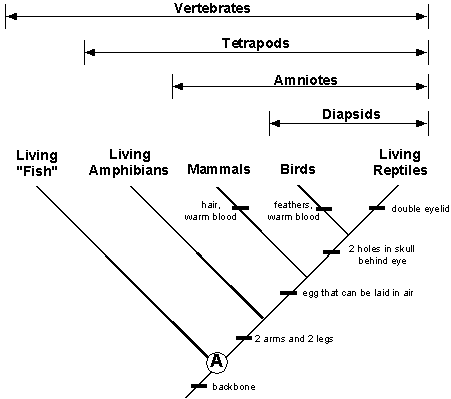 Vertebrates
Tetrapods
Amniotes
Diapsids
Living
"Fish"
Living
Amphibians
Mammals
Birds
Living
Reptiles
hair,
warm blood
feathers,
warm blood
double eyelid
2 holes in skull
behind eye
egg that can be laid in air
2 arms and 2 legs
A
backbone